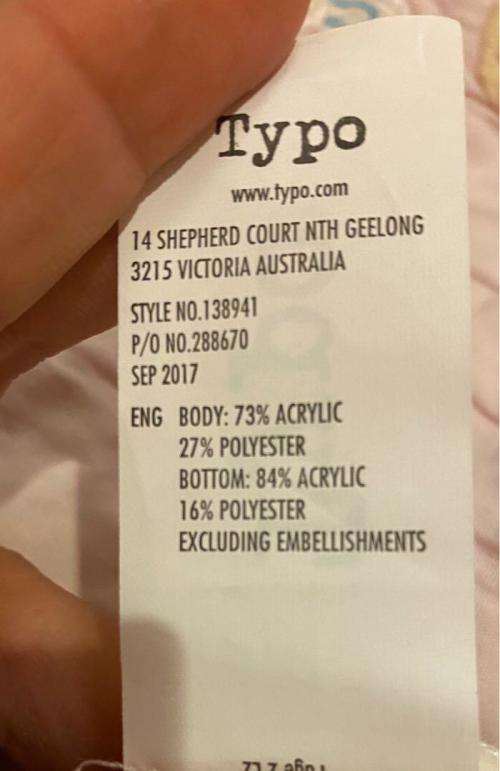 Typo
www.typo.com
14 SHEPHERD COURT NTH GEELONG
3215 VICTORIA AUSTRALIA
STYLE NO.138941
P/O NO.288670
SEP 2017
ENG BODY: 73% ACRYLIC
27% POLYESTER
BOTTOM: 84% ACRYLIC
16% POLYESTER
EXCLUDING EMBELLISHMENTS